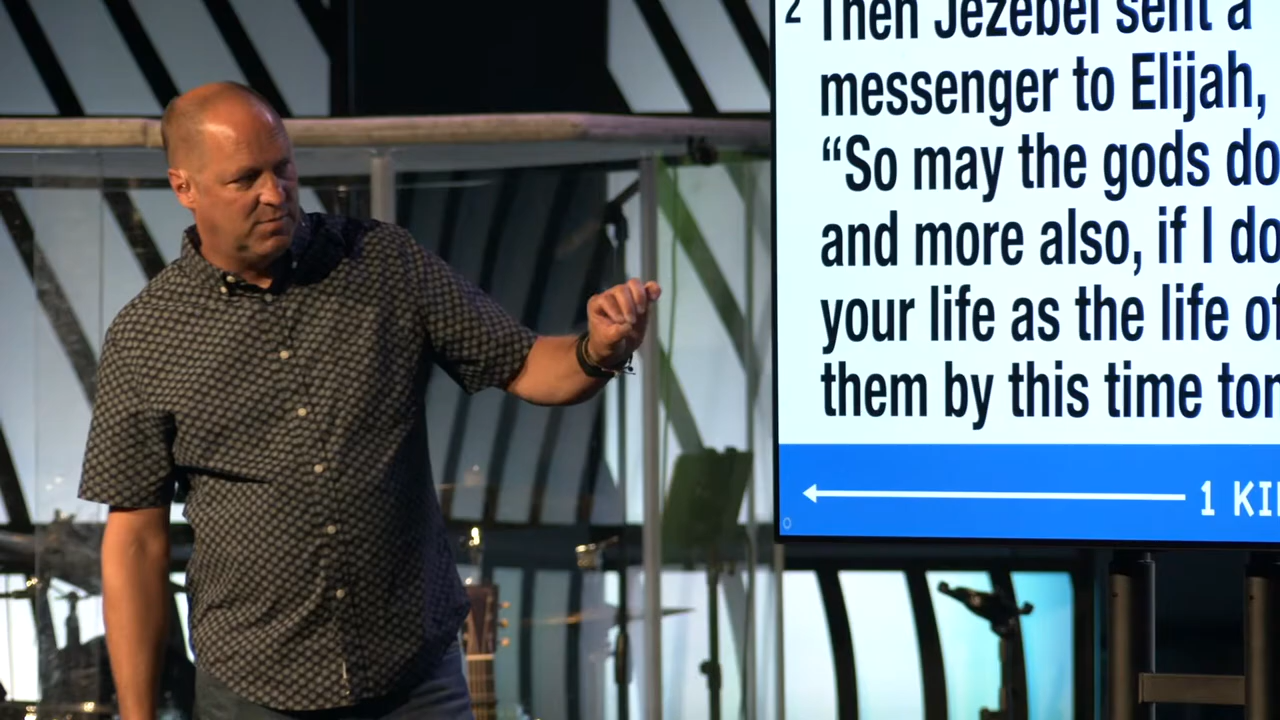 2 Then Jezebel sent a
messenger to Elijah,
“So may the gods do
and more also, if I do
your life as the life of
them by this time tor
1 KI